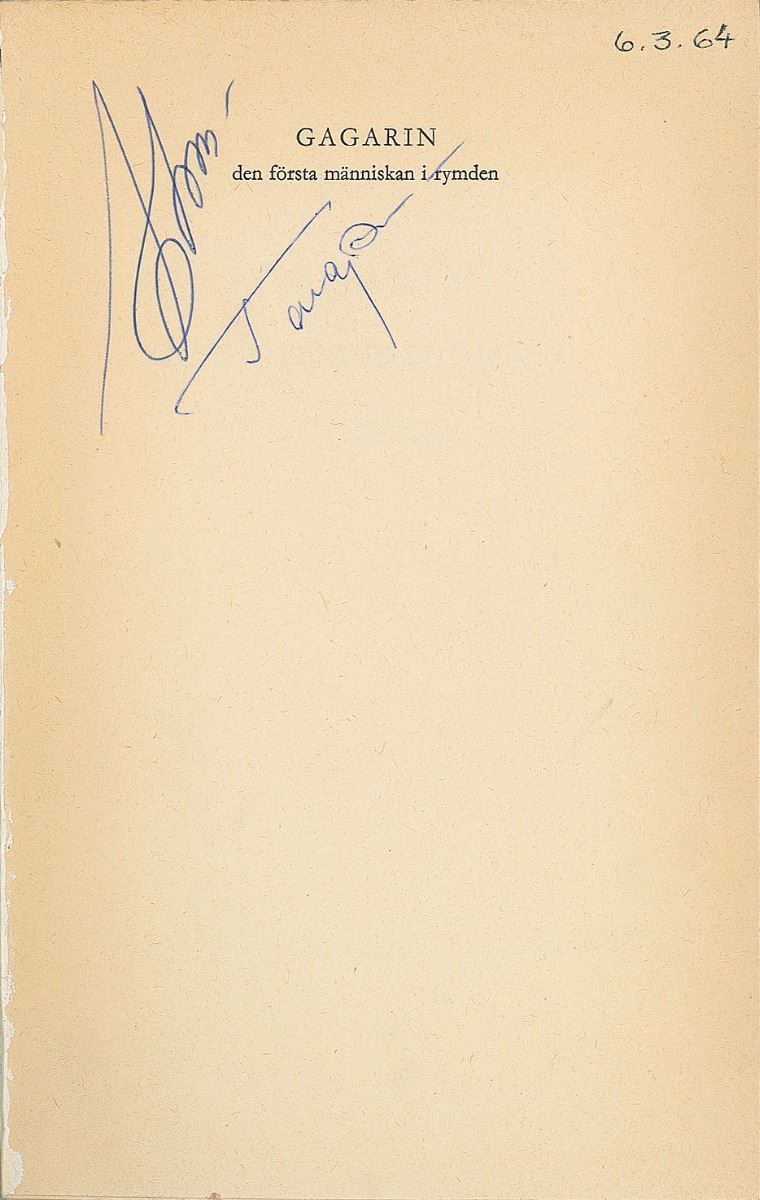 6.3.64
GAGARIN
den första människan i rymden